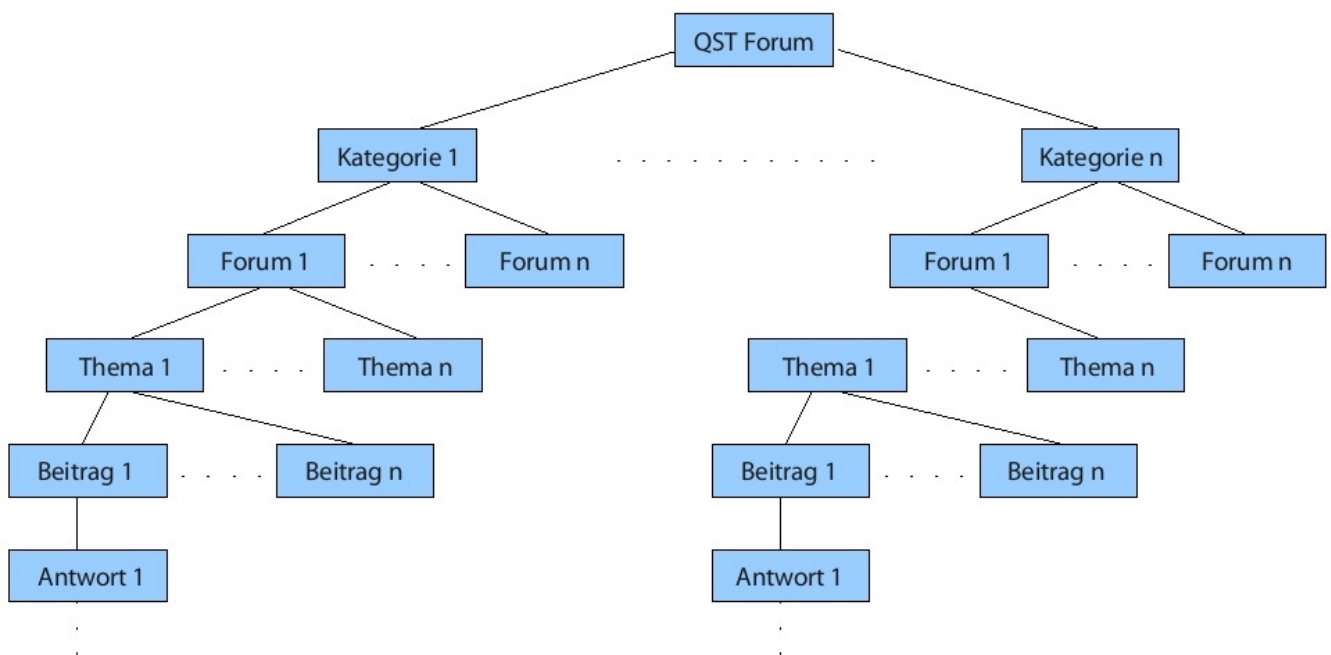 QST Forum
Kategorie 1 . . . . . . . . . . . Kategorie n
Forum 1 . . . . Forum n Forum 1 . . . . Forum n
Thema 1 . . . . Thema n Thema 1 . . . . Thema n
Beitrag 1 . . . . Beitrag n Beitrag 1 . . . . Beitrag n
Antwort 1 Antwort 1